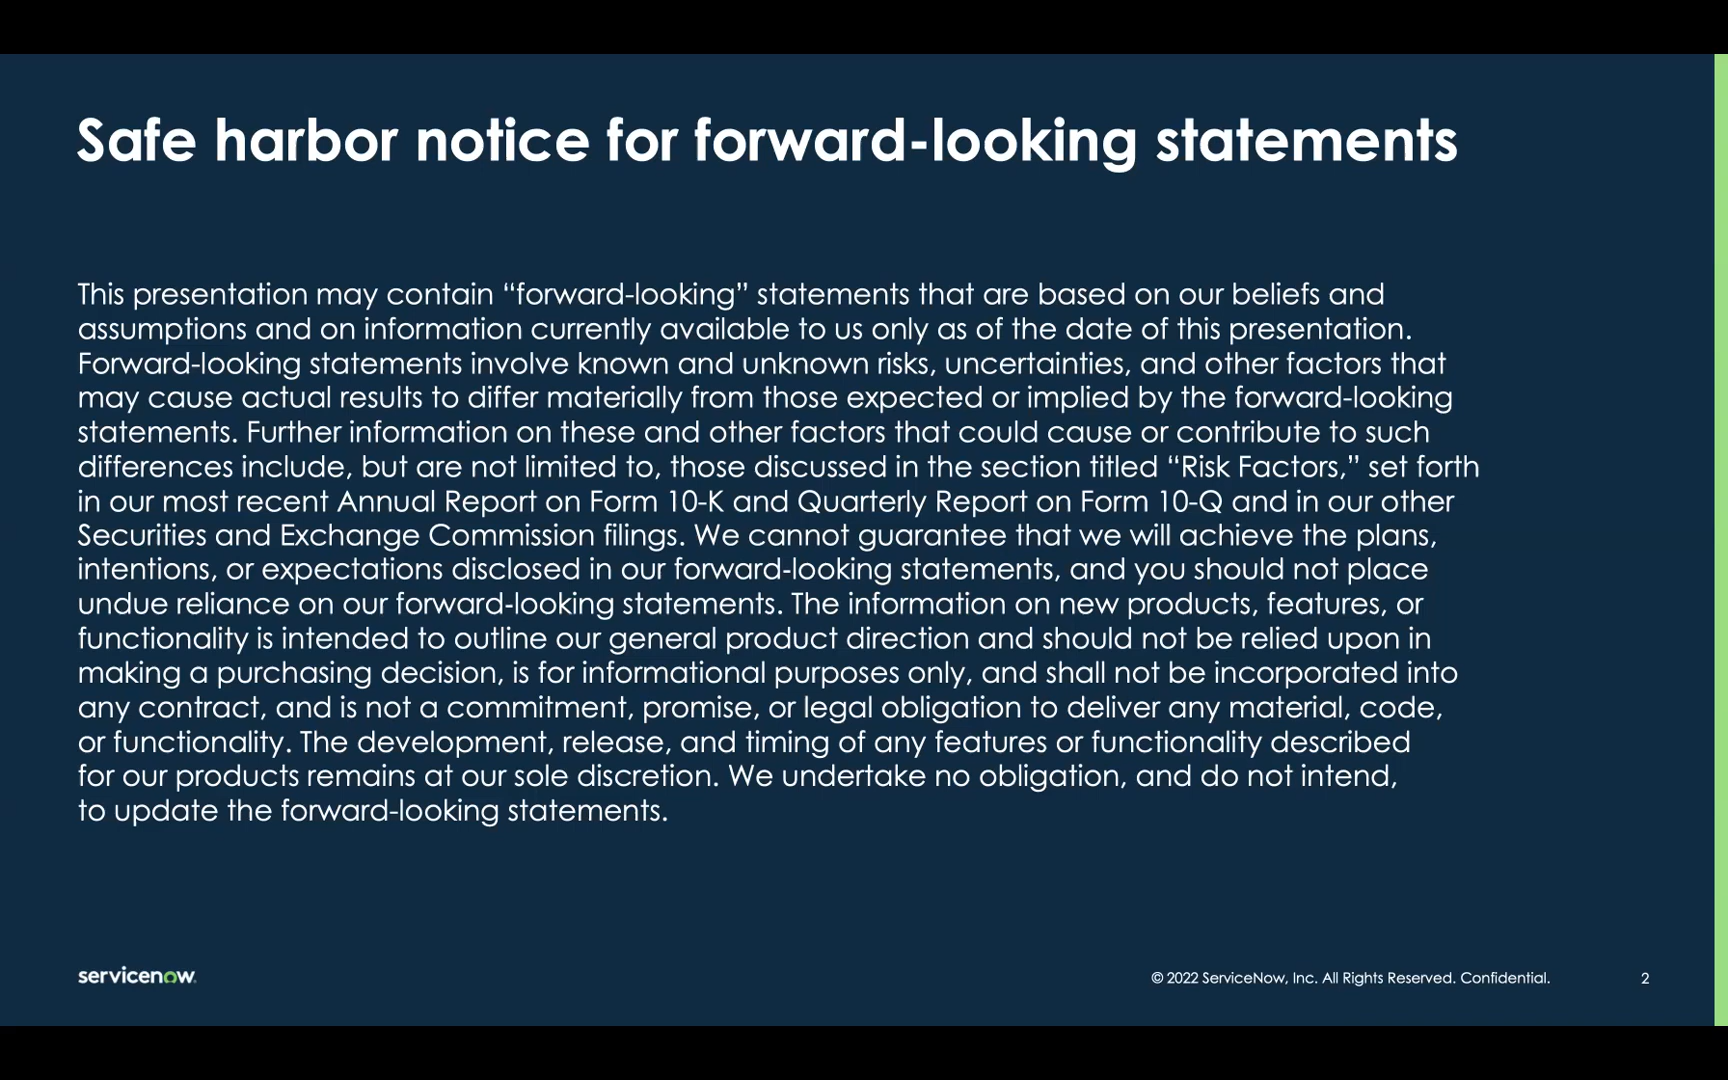 Safe harbor notice for forward-looking statements
This presentation may contain “forward-looking” statements that are based on our beliefs and
assumptions and on information currently available to us only as of the date of this presentation.
Forward-looking statements involve known and unknown risks, uncertainties, and other factors that
may cause actual results to differ materially from those expected or implied by the forward-looking
statements. Further information on these and other factors that could cause or contribute to such
differences include, but are not limited to, those discussed in the section titled “Risk Factors,” set forth
in our most recent Annual Report on Form 10-K and Quarterly Report on Form 10-Q and in our other
Securities and Exchange Commission filings. We cannot guarantee that we will achieve the plans,
intentions, or expectations disclosed in our forward-looking statements, and you should not place
undue reliance on our forward-looking statements. The information on new products, features, or
functionality is intended to outline our general product direction and should not be relied upon in
making a purchasing decision, is for informational purposes only, and shall not be incorporated into
any contract, and is not a commitment, promise, or legal obligation to deliver any material, code,
or functionality. The development, release, and timing of any features or functionality described
for our products remains at our sole discretion. We undertake no obligation, and do not intend,
to update the forward-looking statements.
servicenow
© 2022 ServiceNow, Inc. All Rights Reserved. Confidential.
2